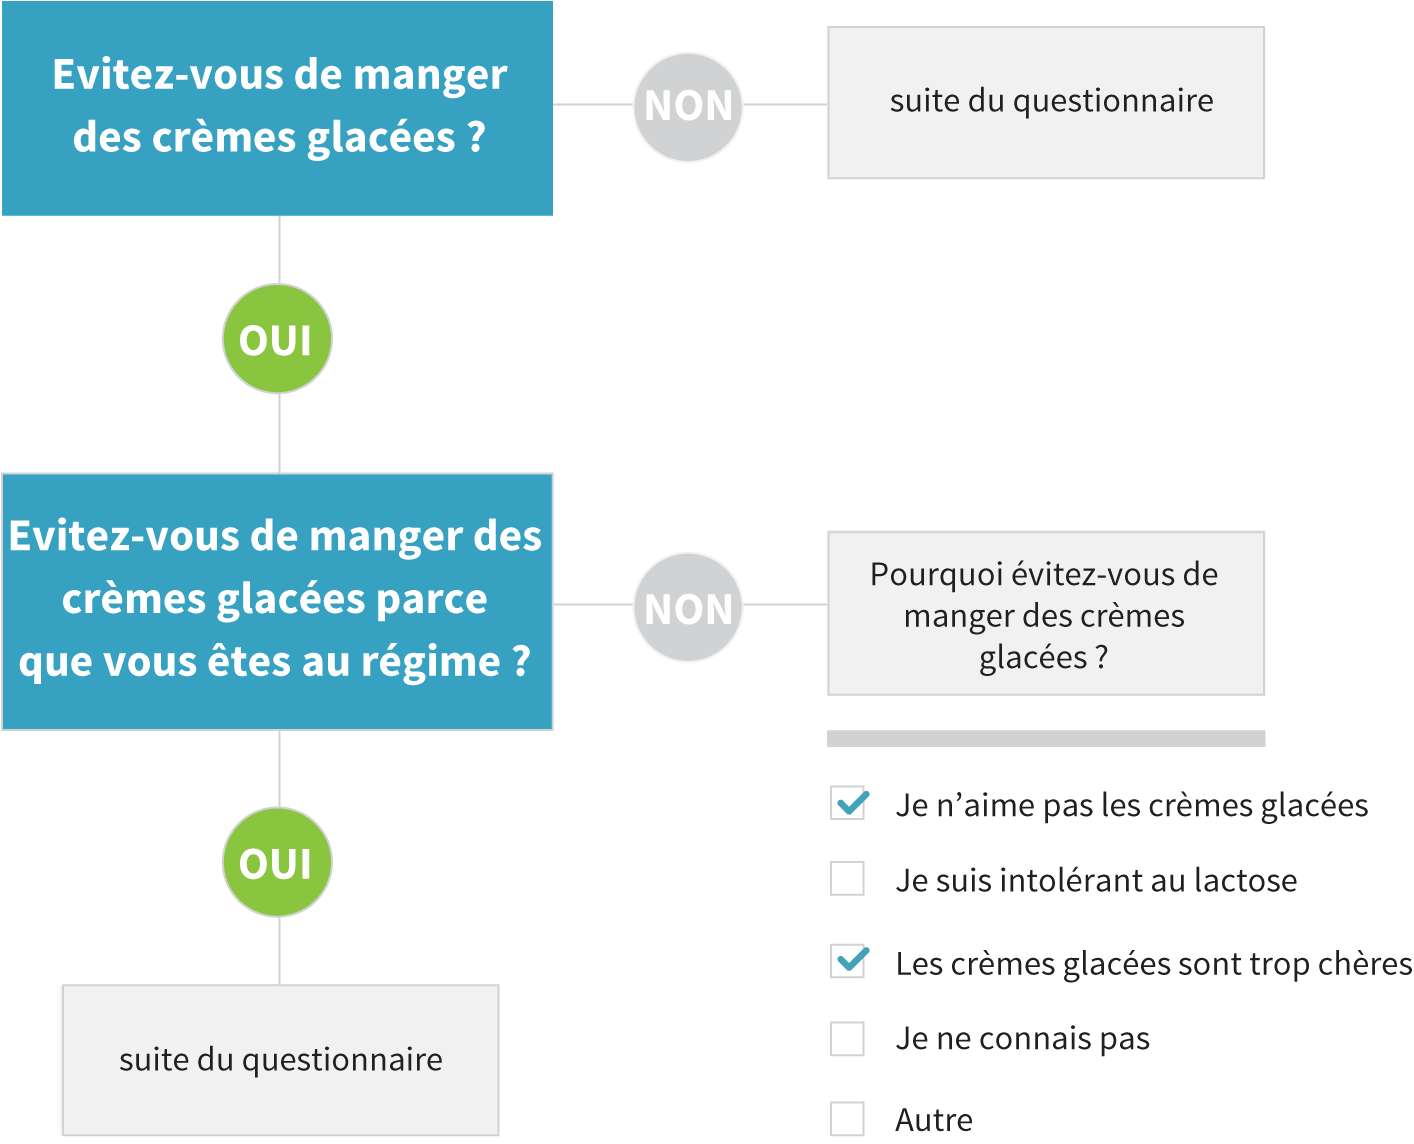 Evitez-vous de manger
des crèmes glacées ?
NON
suite du questionnaire
OUI
Evitez-vous de manger des
crèmes glacées parce
que vous êtes au régime ?
NON
Pourquoi évitez-vous de
manger des crèmes
glacées ?
Je n’aime pas les crèmes glacées
Je suis intolérant au lactose
Les crèmes glacées sont trop chères
Je ne connais pas
Autre
OUI
suite du questionnaire